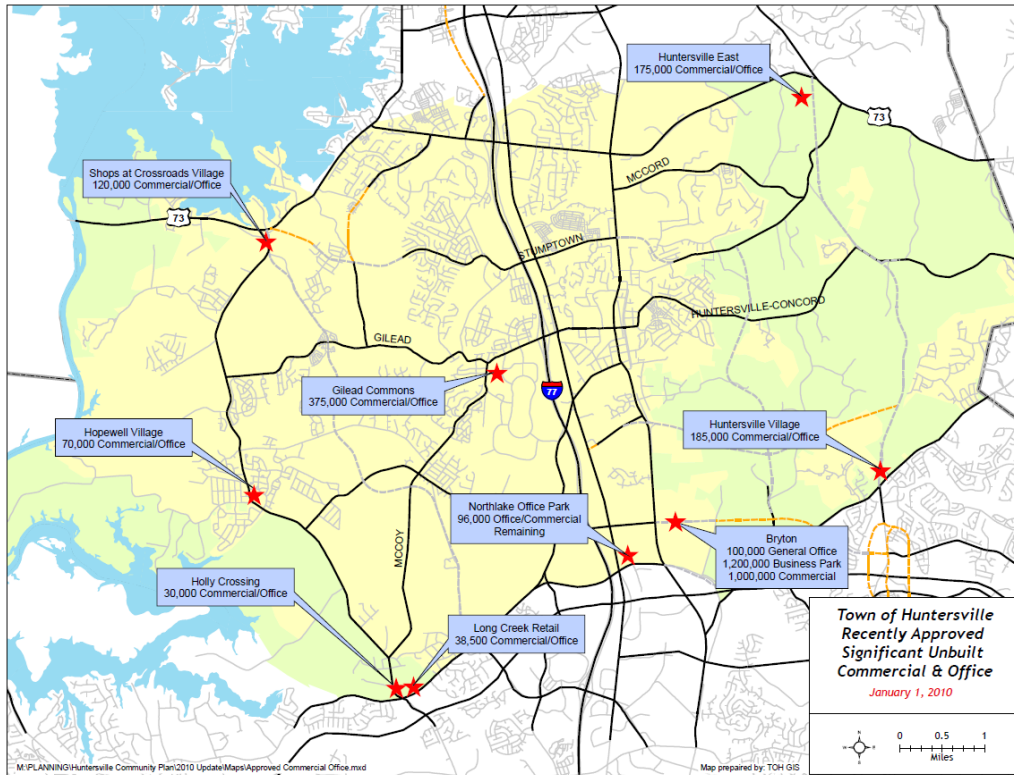 Huntersville East
175,000 Commercial/Office
73
MCCORD
Shops at Crossroads Village
120,000 Commercial/Office
73
STUMPTOWN
HUNTERSVILLE-CONCORD
GILEAD
Gilead Commons
375,000 Commercial/Office
77
Hopewell Village
70,000 Commercial/Office
Huntersville Village
185,000 Commercial/Office
Northlake Office Park
96,000 Office/Commercial
Remaining
MCCOY
Bryton
100,000 General Office
1,200,000 Business Park
1,000,000 Commercial
Holly Crossing
30,000 Commercial/Office
Long Creek Retail
38,500 Commercial/Office
Town of Huntersville
Recently Approved
Significant Unbuilt
Commercial & Office
January 1, 2010
N
W E
S
0 0.5 1
Miles
M:\PLANNING\Huntersville Community Plan\2010 Update\Maps\Approved Commercial Office.mxd
Map prepared by: TOH GIS